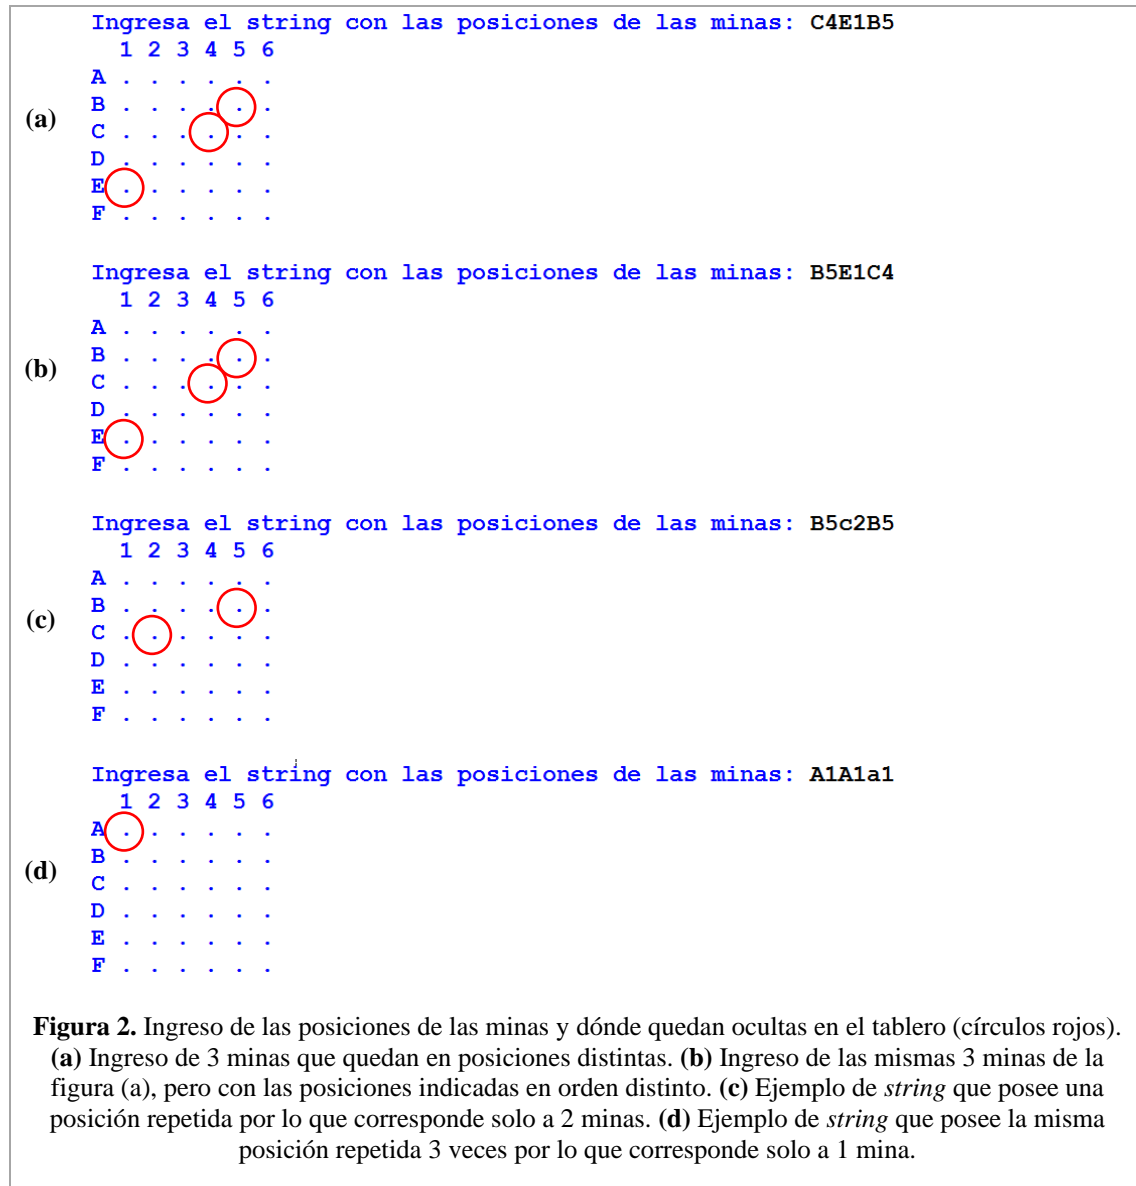 Ingresa el string con las posiciones de las minas: C4E1B5
1 2 3 4 5 6
A . . . . . .
B . . . . . .
(a)
C . . . . . .
D . . . . . .
E . . . . . .
F . . . . . .
Ingresa el string con las posiciones de las minas: B5E1C4
1 2 3 4 5 6
A . . . . . .
B . . . . . .
(b)
C . . . . . .
D . . . . . .
E . . . . . .
F . . . . . .
Ingresa el string con las posiciones de las minas: B5c2B5
1 2 3 4 5 6
A . . . . . .
B . . . . . .
(c)
C . . . . . .
D . . . . . .
E . . . . . .
F . . . . . .
Ingresa el string con las posiciones de las minas: A1A1a1
1 2 3 4 5 6
A . . . . . .
B . . . . . .
(d)
C . . . . . .
D . . . . . .
E . . . . . .
F . . . . . .
Figura 2. Ingreso de las posiciones de las minas y dónde quedan ocultas en el tablero (círculos rojos).
(a) Ingreso de 3 minas que quedan en posiciones distintas. (b) Ingreso de las mismas 3 minas de la
figura (a), pero con las posiciones indicadas en orden distinto. (c) Ejemplo de string que posee una
posición repetida por lo que corresponde solo a 2 minas. (d) Ejemplo de string que posee la misma
posición repetida 3 veces por lo que corresponde solo a 1 mina.